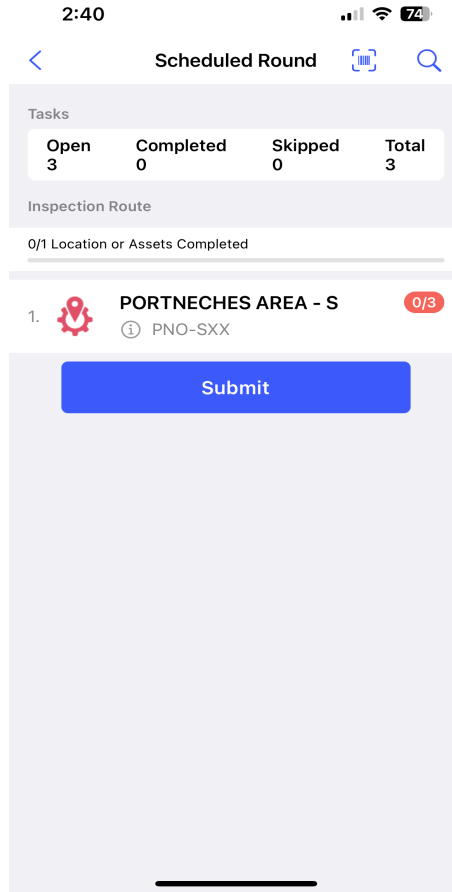 2:40
74
Scheduled Round
Tasks
Open Completed Skipped Total
3 0 0 3
Inspection Route
0/1 Location or Assets Completed
1. PORTNECHES AREA - S 0/3
PNO-SXX
Submit